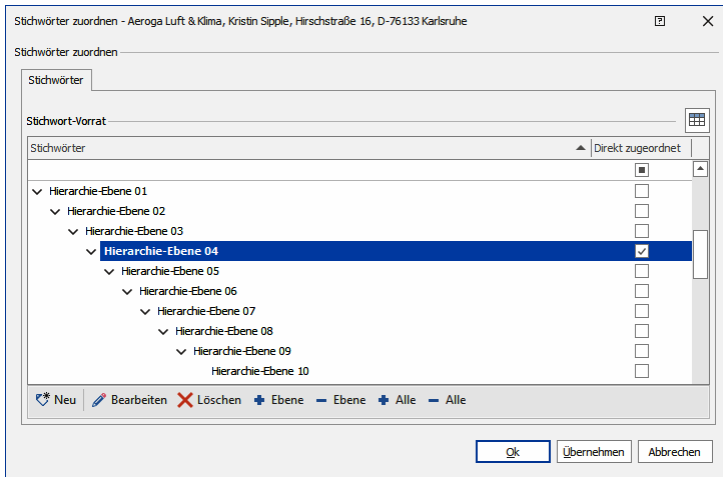 Stichwörter zuordnen - Aeroga Luft & Klima, Kristin Sipple, Hirschstraße 16, D-76133 Karlsruhe
Stichwörter zuordnen
Stichwörter
Stichwort-Vorrat
Stichwörter Direkt zugeordnet
Hierarchie-Ebene 01
Hierarchie-Ebene 02
Hierarchie-Ebene 03
Hierarchie-Ebene 04
Hierarchie-Ebene 05
Hierarchie-Ebene 06
Hierarchie-Ebene 07
Hierarchie-Ebene 08
Hierarchie-Ebene 09
Hierarchie-Ebene 10
Neu Bearbeiten Löschen + Ebene − Ebene + Alle − Alle
Ok Übernehmen Abbrechen